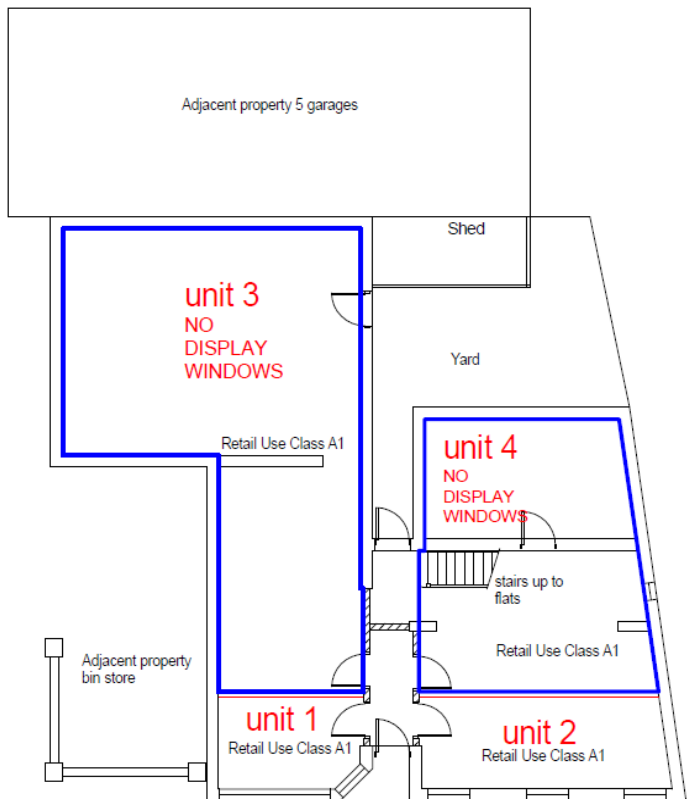 Adjacent property 5 garages
Shed
unit 3
NO
DISPLAY
WINDOWS
Yard
Retail Use Class A1
unit 4
NO
DISPLAY
WINDOWS
stairs up to
flats
Retail Use Class A1
Adjacent property
bin store
unit 1
Retail Use Class A1
unit 2
Retail Use Class A1